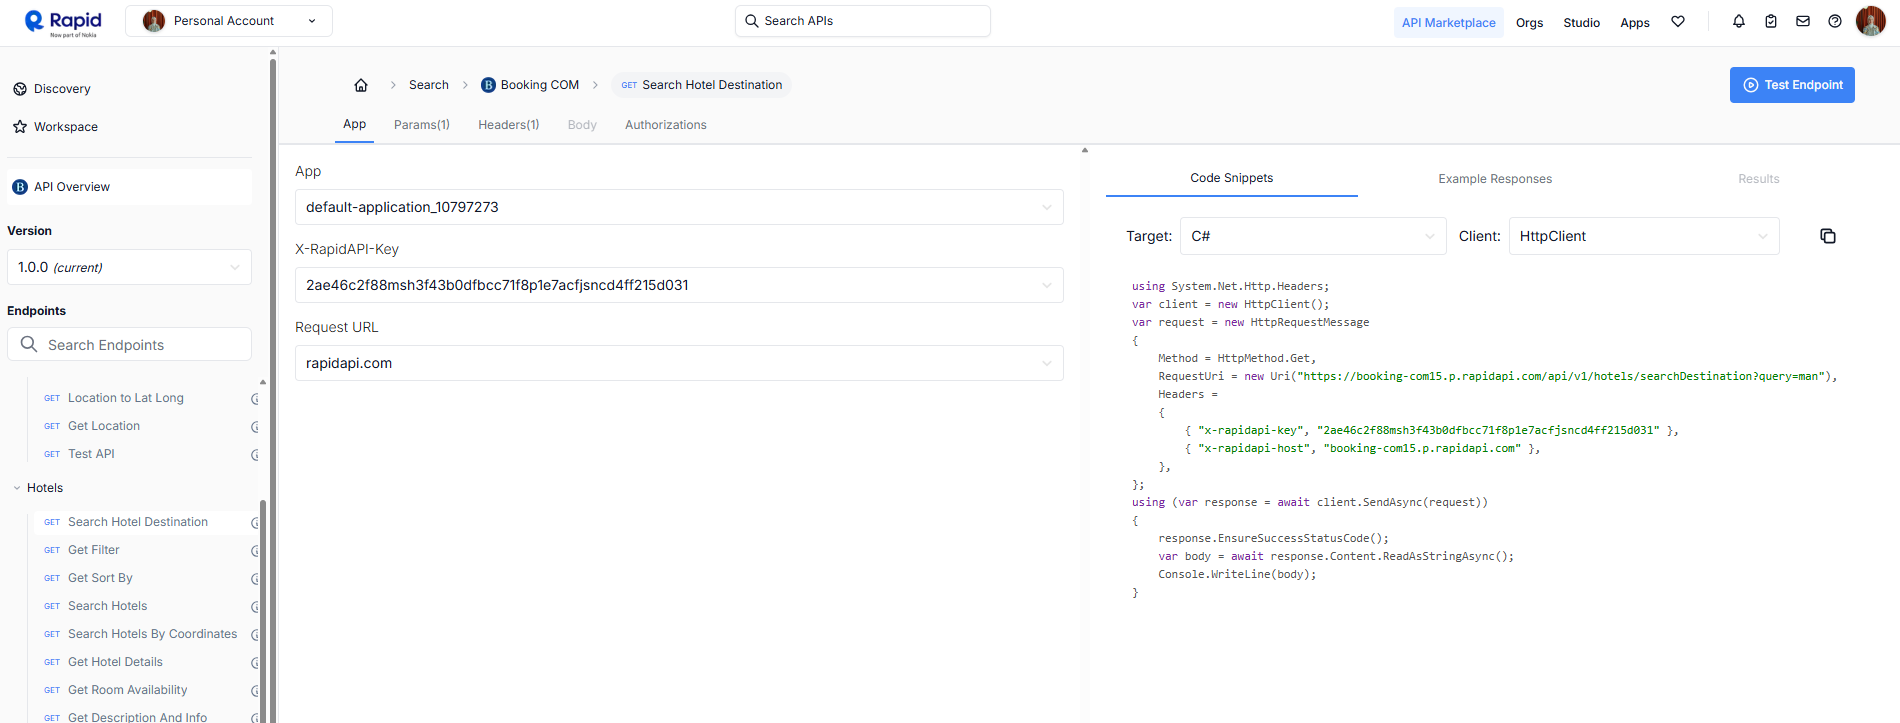 Rapid
Now part of Nokia
Personal Account
Search APIs
API Marketplace
Orgs
Studio
Apps
Discovery
Workspace
API Overview
Version
1.0.0 (current)
Endpoints
Search Endpoints
GET Location to Lat Long
GET Get Location
GET Test API
Hotels
GET Search Hotel Destination
GET Get Filter
GET Get Sort By
GET Search Hotels
GET Search Hotels By Coordinates
GET Get Hotel Details
GET Get Room Availability
GET Get Description And Info
Search
B Booking COM
GET Search Hotel Destination
Test Endpoint
App
Params(1)
Headers(1)
Body
Authorizations
App
default-application_10797273
X-RapidAPI-Key
2ae46c2f88msh3f43b0dfbcc71f8p1e7acfjsncd4ff215d031
Request URL
rapidapi.com
Code Snippets
Example Responses
Results
Target: C#
Client: HttpClient
using System.Net.Http.Headers;
var client = new HttpClient();
var request = new HttpRequestMessage
{
    Method = HttpMethod.Get,
    RequestUri = new Uri("https://booking-com15.p.rapidapi.com/api/v1/hotels/searchDestination?query=man"),
    Headers =
    {
        { "x-rapidapi-key", "2ae46c2f88msh3f43b0dfbcc71f8p1e7acfjsncd4ff215d031" },
        { "x-rapidapi-host", "booking-com15.p.rapidapi.com" },
    },
};
using (var response = await client.SendAsync(request))
{
    response.EnsureSuccessStatusCode();
    var body = await response.Content.ReadAsStringAsync();
    Console.WriteLine(body);
}